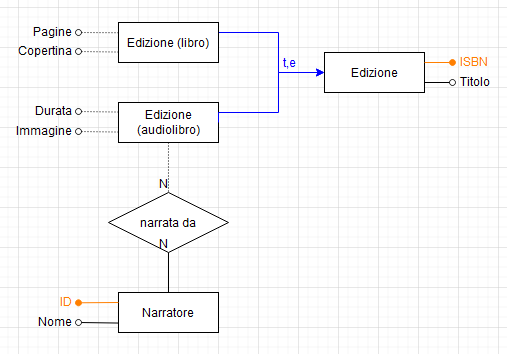 Pagine
Copertina
Edizione (libro)
t,e
Edizione
ISBN
Titolo
Durata
Immagine
Edizione
(audiolibro)
N
narrata da
N
ID
Nome
Narratore